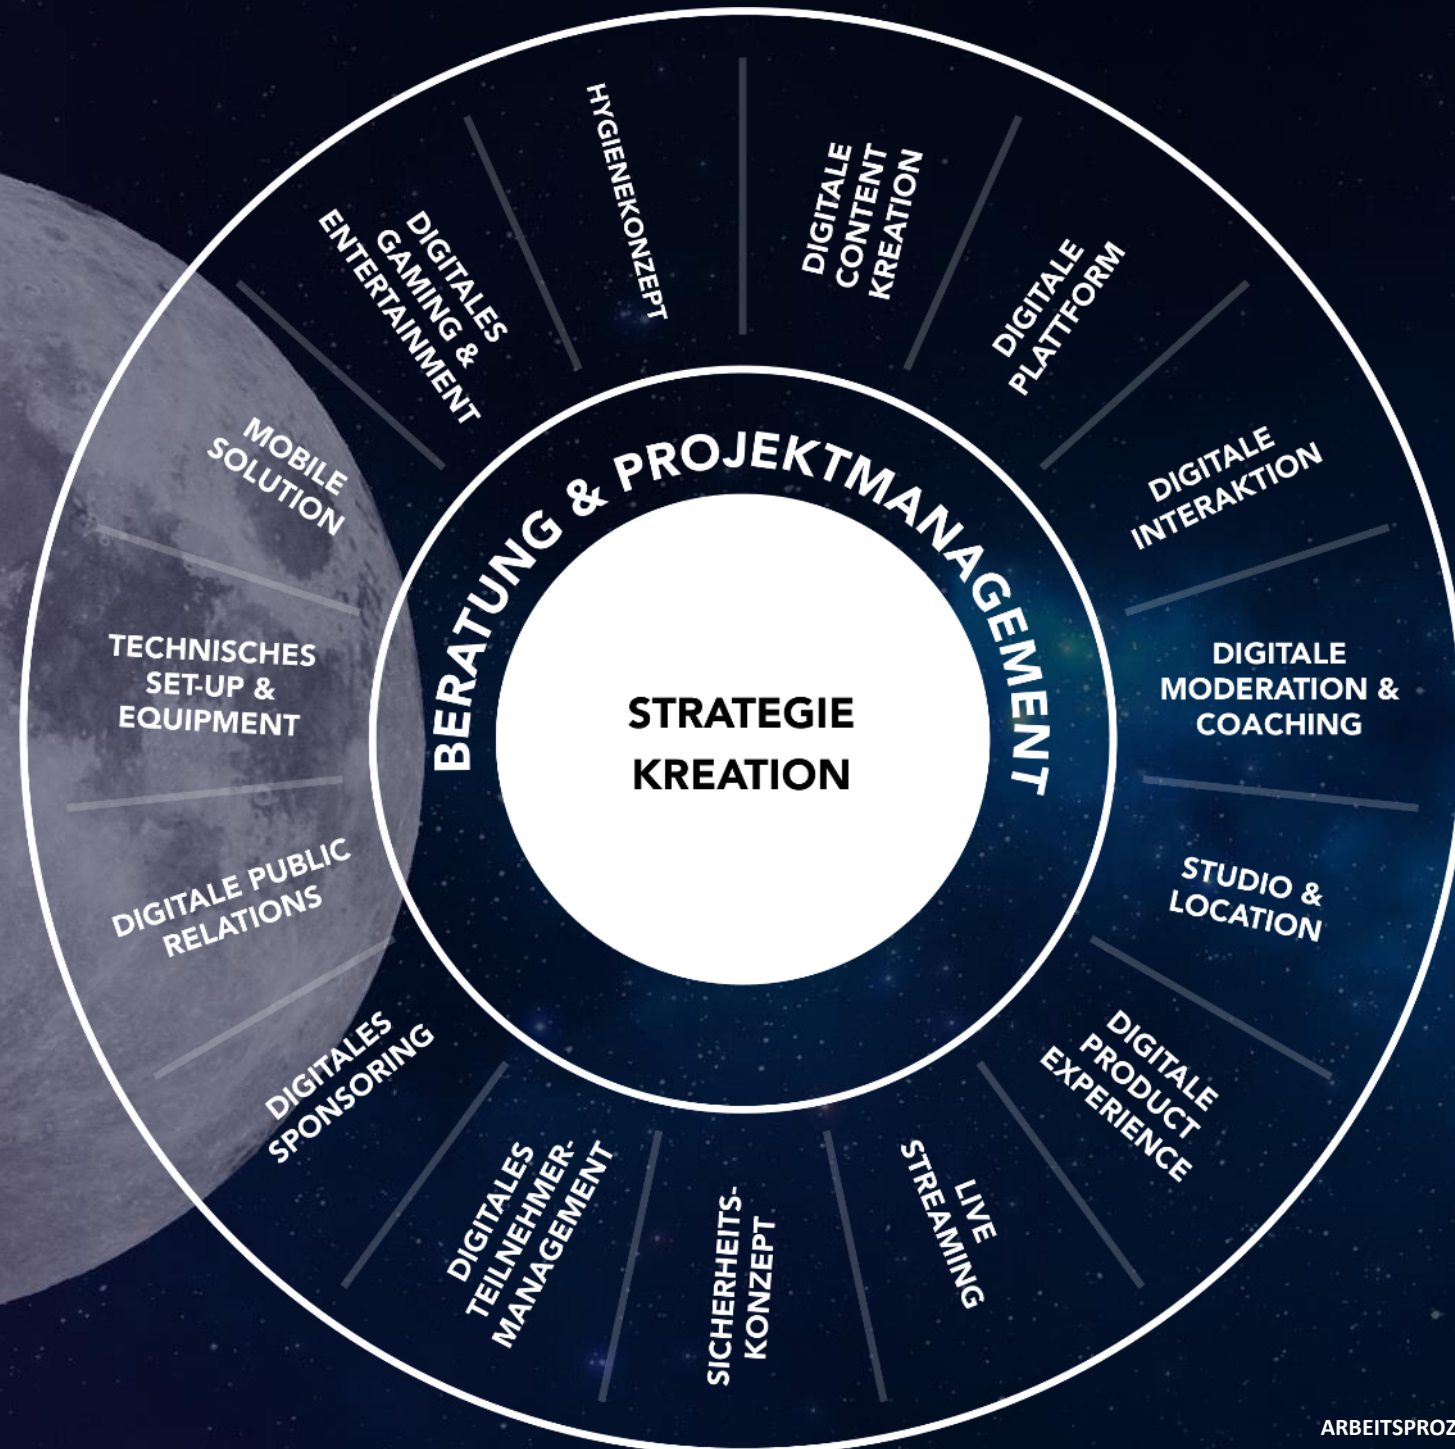 HYGIENEKONZEPT
DIGITALE
CONTENT
KREATION
DIGITALE
PLATTFORM
DIGITALE
INTERAKTION
DIGITALE
MODERATION &
COACHING
STUDIO &
LOCATION
DIGITALE
PRODUCT
EXPERIENCE
LIVE
STREAMING
SICHERHEITS-
KONZEPT
DIGITALES
TEILNEHMER-
MANAGEMENT
DIGITALES
SPONSORING
DIGITALE PUBLIC
RELATIONS
TECHNISCHES
SET-UP &
EQUIPMENT
MOBILE
SOLUTION
DIGITALES
GAMING &
ENTERTAINMENT
BERATUNG & PROJEKTMANAGEMENT
STRATEGIE
KREATION
ARBEITSPROZ